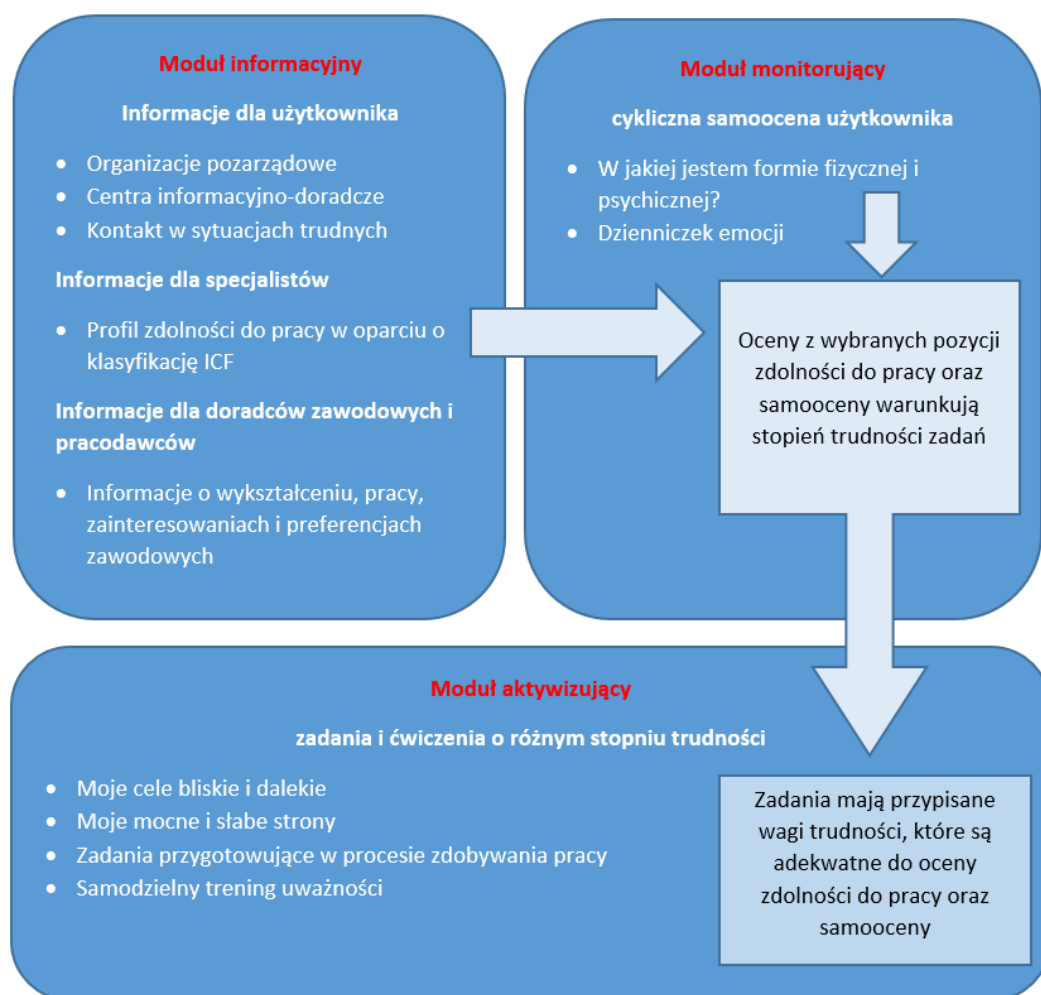 Moduł informacyjny
Informacje dla użytkownika
• Organizacje pozarządowe
• Centra informacyjno-doradcze
• Kontakt w sytuacjach trudnych
Informacje dla specjalistów
• Profil zdolności do pracy w oparciu o
klasyfikację ICF
Informacje dla doradców zawodowych i
pracodawców
• Informacje o wykształceniu, pracy,
zainteresowaniach i preferencjach
zawodowych
Moduł monitorujący
cykliczna samoocena użytkownika
• W jakiej jestem formie fizycznej i
psychicznej?
• Dzienniczek emocji
Oceny z wybranych pozycji
zdolności do pracy oraz
samooceny warunkują
stopień trudności zadań
Moduł aktywizujący
zadania i ćwiczenia o różnym stopniu trudności
• Moje cele bliskie i dalekie
• Moje mocne i słabe strony
• Zadania przygotowujące w procesie zdobywania pracy
• Samodzielny trening uważności
Zadania mają przypisane
wagi trudności, które są
adekwatne do oceny
zdolności do pracy oraz
samooceny